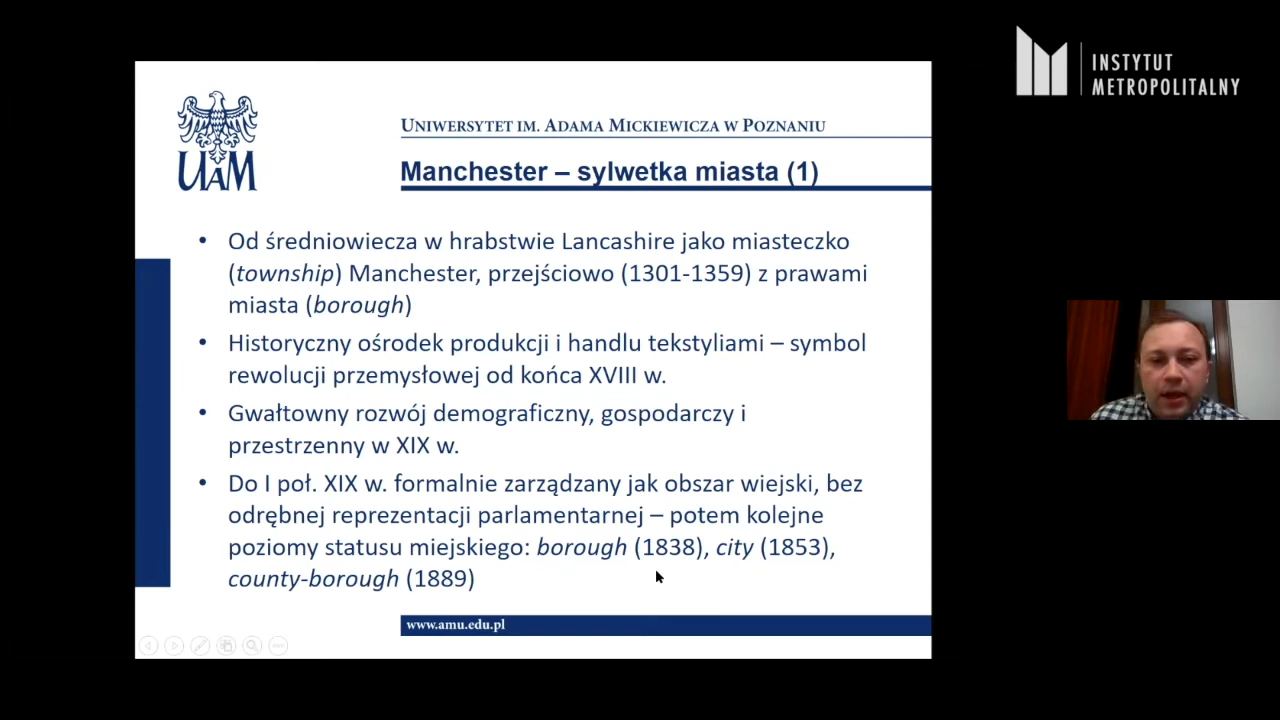 INSTYTUT
METROPOLITALNY
UAM
UNIWERSYTET IM. ADAMA MICKIEWICZA W POZNANIU
Manchester – sylwetka miasta (1)
• Od średniowiecza w hrabstwie Lancashire jako miasteczko
(township) Manchester, przejściowo (1301-1359) z prawami
miasta (borough)
• Historyczny ośrodek produkcji i handlu tekstyliami – symbol
rewolucji przemysłowej od końca XVIII w.
• Gwałtowny rozwój demograficzny, gospodarczy i
przestrzenny w XIX w.
• Do I poł. XIX w. formalnie zarządzany jak obszar wiejski, bez
odrębnej reprezentacji parlamentarnej – potem kolejne
poziomy statusu miejskiego: borough (1838), city (1853),
county-borough (1889)
www.amu.edu.pl